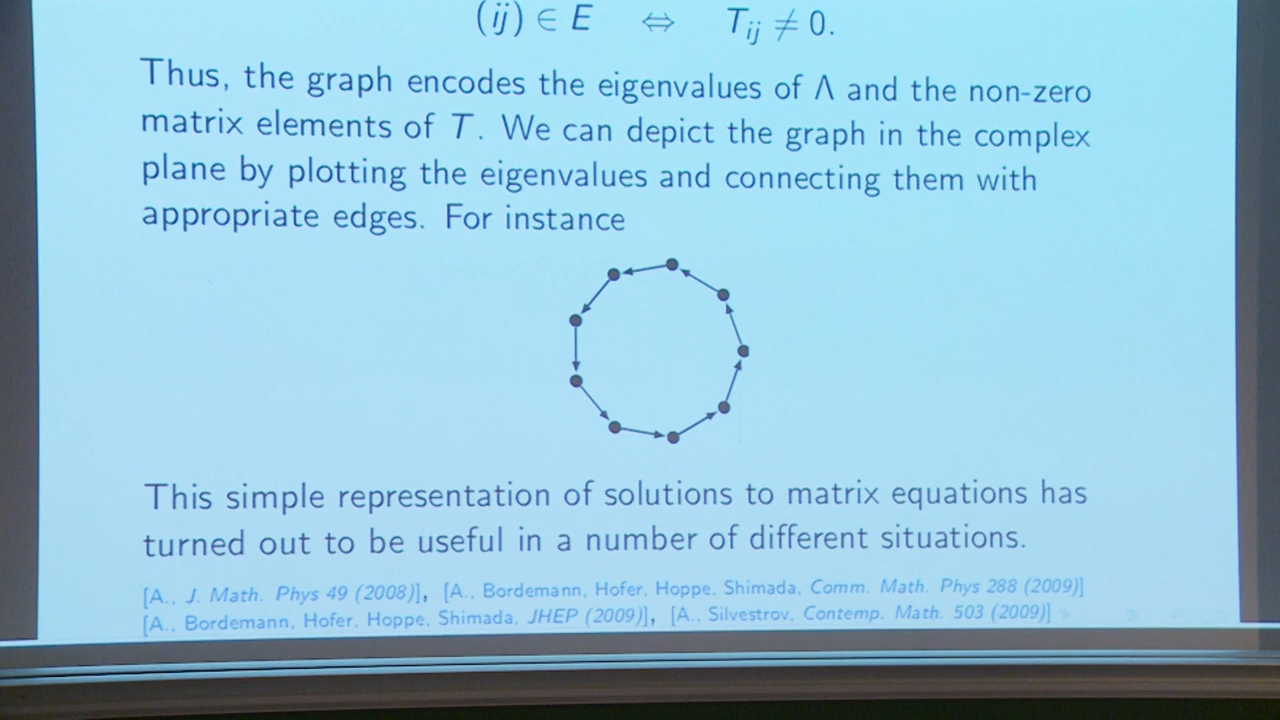 (ij) ∈ E ⇔ Tij ≠ 0.
Thus, the graph encodes the eigenvalues of Λ and the non-zero
matrix elements of T. We can depict the graph in the complex
plane by plotting the eigenvalues and connecting them with
appropriate edges. For instance
This simple representation of solutions to matrix equations has
turned out to be useful in a number of different situations.
[A., J. Math. Phys 49 (2008)], [A., Bordemann, Hofer, Hoppe, Shimada, Comm. Math. Phys 288 (2009)]
[A., Bordemann, Hofer, Hoppe, Shimada, JHEP (2009)], [A., Silvestrov, Contemp. Math. 503 (2009)]